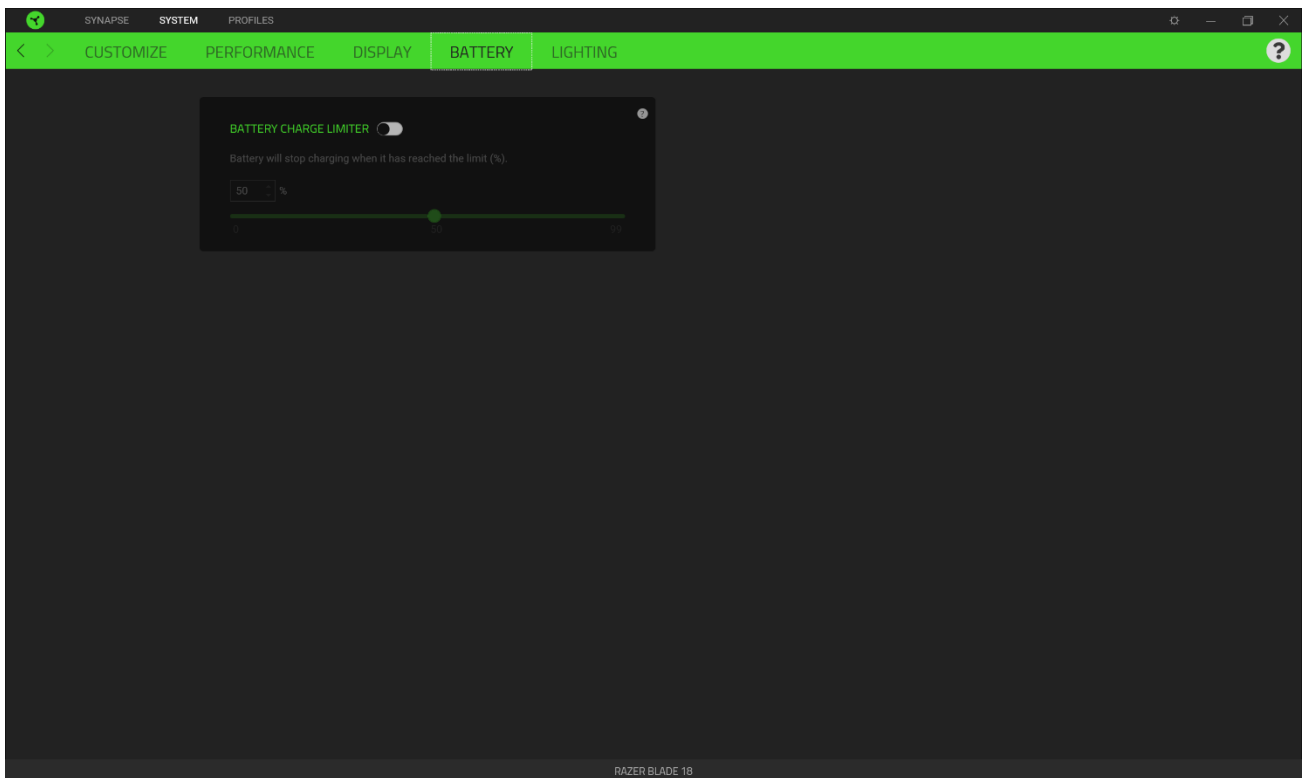 SYNAPSE SYSTEM PROFILES
CUSTOMIZE PERFORMANCE DISPLAY BATTERY LIGHTING ?
?
BATTERY CHARGE LIMITER
Battery will stop charging when it has reached the limit (%).
50 %
0 50 99
RAZER BLADE 18